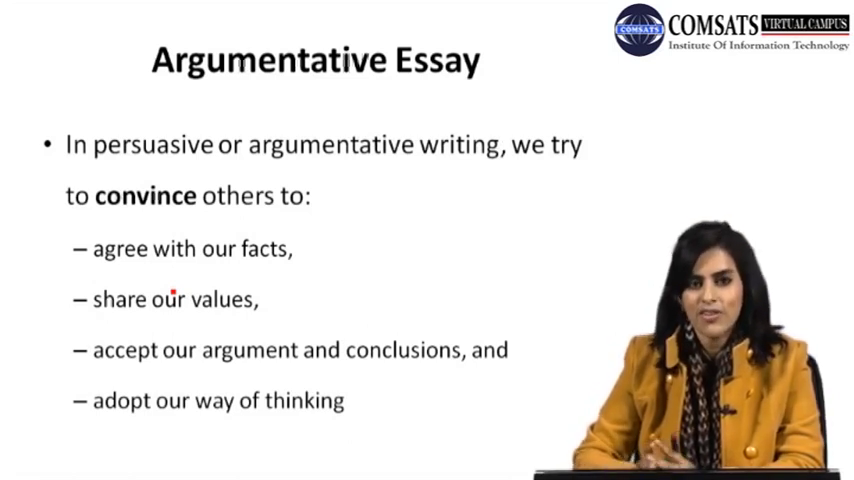 COMSATS VIRTUAL CAMPUS
Institute Of Information Technology
COMSATS
Argumentative Essay
• In persuasive or argumentative writing, we try
to convince others to:
– agree with our facts,
– share our values,
– accept our argument and conclusions, and
– adopt our way of thinking